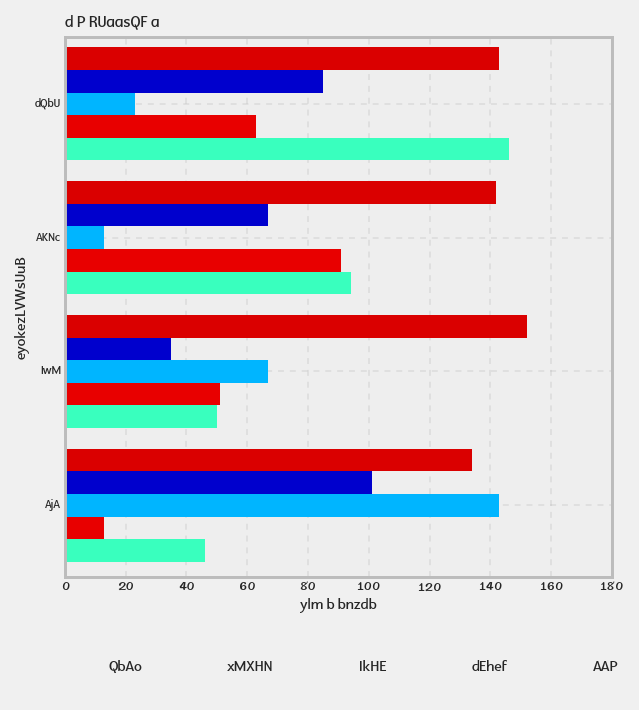 d P RUaasQF a
dQbU
AKNc
IwM
AjA
eyokezLVWsUuB
0 20 40 60 80 100 120 140 160 180
ylm b bnzdb
QbAo xMXHN IkHE dEhef AAP